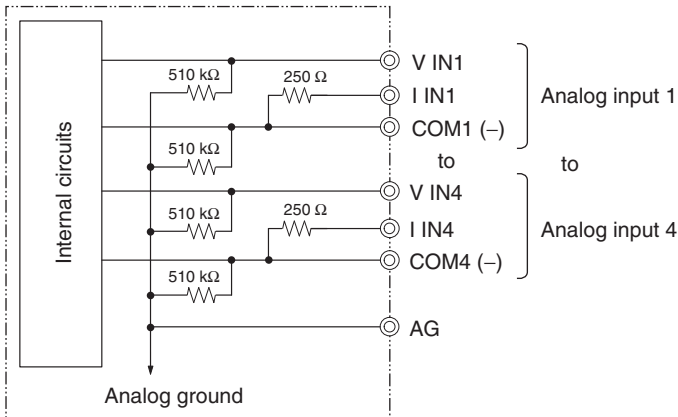 V IN1
510 kΩ
250 Ω
I IN1
Analog input 1
COM1 (–)
510 kΩ
to
to
V IN4
510 kΩ
250 Ω
I IN4
Analog input 4
COM4 (–)
510 kΩ
AG
Internal circuits
Analog ground